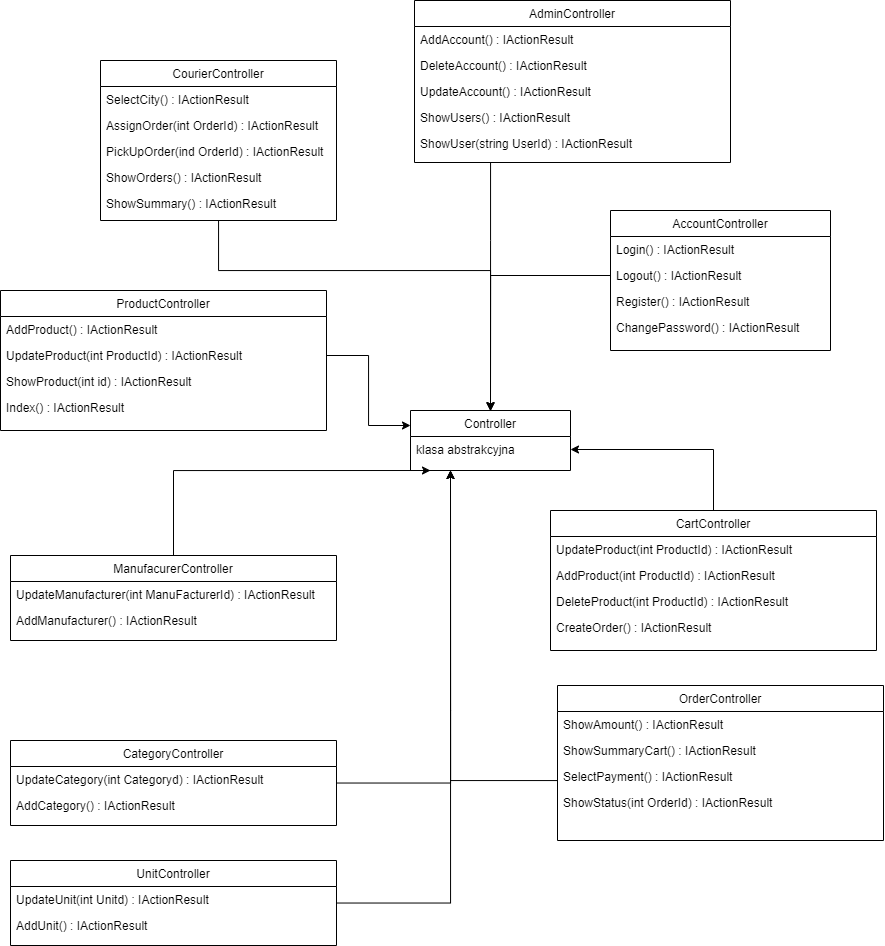 AdminController
AddAccount() : IActionResult
DeleteAccount() : IActionResult
UpdateAccount() : IActionResult
ShowUsers() : IActionResult
ShowUser(string UserId) : IActionResult
CourierController
SelectCity() : IActionResult
AssignOrder(int OrderId) : IActionResult
PickUpOrder(ind OrderId) : IActionResult
ShowOrders() : IActionResult
ShowSummary() : IActionResult
AccountController
Login() : IActionResult
Logout() : IActionResult
Register() : IActionResult
ChangePassword() : IActionResult
ProductController
AddProduct() : IActionResult
UpdateProduct(int ProductId) : IActionResult
ShowProduct(int id) : IActionResult
Index() : IActionResult
Controller
klasa abstrakcyjna
CartController
UpdateProduct(int ProductId) : IActionResult
AddProduct(int ProductId) : IActionResult
DeleteProduct(int ProductId) : IActionResult
CreateOrder() : IActionResult
ManufacurerController
UpdateManufacturer(int ManuFacturerId) : IActionResult
AddManufacturer() : IActionResult
OrderController
ShowAmount() : IActionResult
ShowSummaryCart() : IActionResult
SelectPayment() : IActionResult
ShowStatus(int OrderId) : IActionResult
CategoryController
UpdateCategory(int Categoryd) : IActionResult
AddCategory() : IActionResult
UnitController
UpdateUnit(int Unitd) : IActionResult
AddUnit() : IActionResult